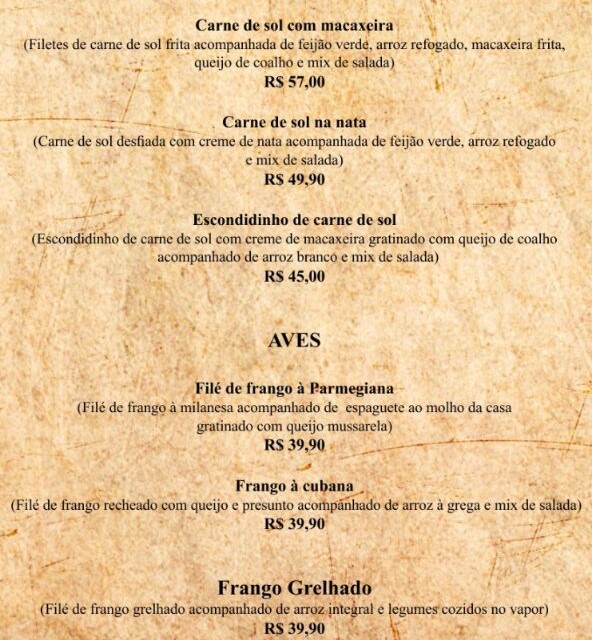 Carne de sol com macaxeira
(Filetes de carne de sol frita acompanhada de feijão verde, arroz refogado, macaxeira frita,
queijo de coalho e mix de salada)
R$ 57,00
Carne de sol na nata
(Carne de sol desfiada com creme de nata acompanhada de feijão verde, arroz refogado
e mix de salada)
R$ 49,90
Escondidinho de carne de sol
(Escondidinho de carne de sol com creme de macaxeira gratinado com queijo de coalho
acompanhado de arroz branco e mix de salada)
R$ 45,00
AVES
Filé de frango à Parmegiana
(Filé de frango à milanesa acompanhado de espaguete ao molho da casa
gratinado com queijo mussarela)
R$ 39,90
Frango à cubana
(Filé de frango recheado com queijo e presunto acompanhado de arroz à grega e mix de salada)
R$ 39,90
Frango Grelhado
(Filé de frango grelhado acompanhado de arroz integral e legumes cozidos no vapor)
R$ 39,90